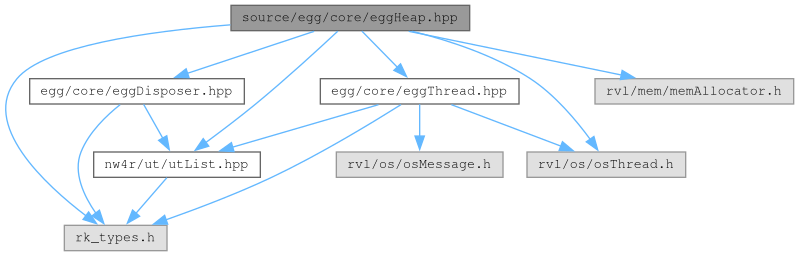 source/egg/core/eggHeap.hpp
egg/core/eggDisposer.hpp
egg/core/eggThread.hpp
rvl/mem/memAllocator.h
nw4r/ut/utList.hpp
rvl/os/osMessage.h
rvl/os/osThread.h
rk_types.h